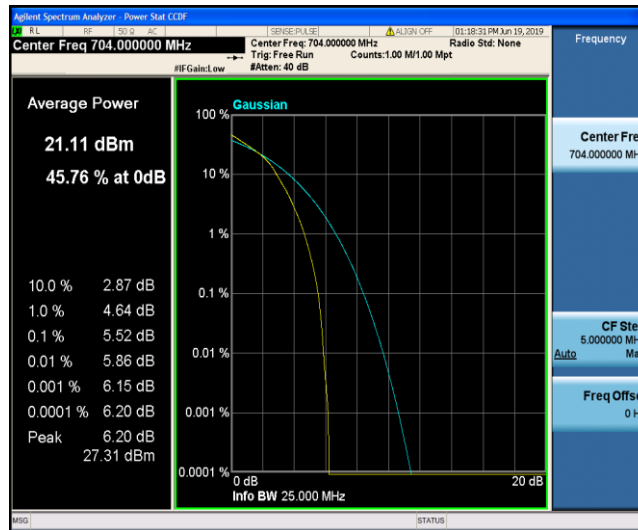 Agilent Spectrum Analyzer - Power Stat CCDF
RL RF 50 Ω AC SENSE:PULSE ALIGN OFF 01:18:31 PM Jun 19, 2019
Center Freq 704.000000 MHz
Center Freq: 704.000000 MHz Radio Std: None
Trig: Free Run Counts:1.00 M/1.00 Mpt
#IFGain:Low #Atten: 40 dB
Frequency
Average Power
21.11 dBm
45.76 % at 0dB
10.0 % 2.87 dB
1.0 % 4.64 dB
0.1 % 5.52 dB
0.01 % 5.86 dB
0.001 % 6.15 dB
0.0001 % 6.20 dB
Peak 6.20 dB
27.31 dBm
Gaussian
100 %
10 %
1 %
0.1 %
0.01 %
0.001 %
0.0001 %
0 dB 20 dB
Info BW 25.000 MHz
Center Fre
704.000000 MH
CF Ste
5.000000 MH
Auto Ma
Freq Offse
0 H
MSG STATUS